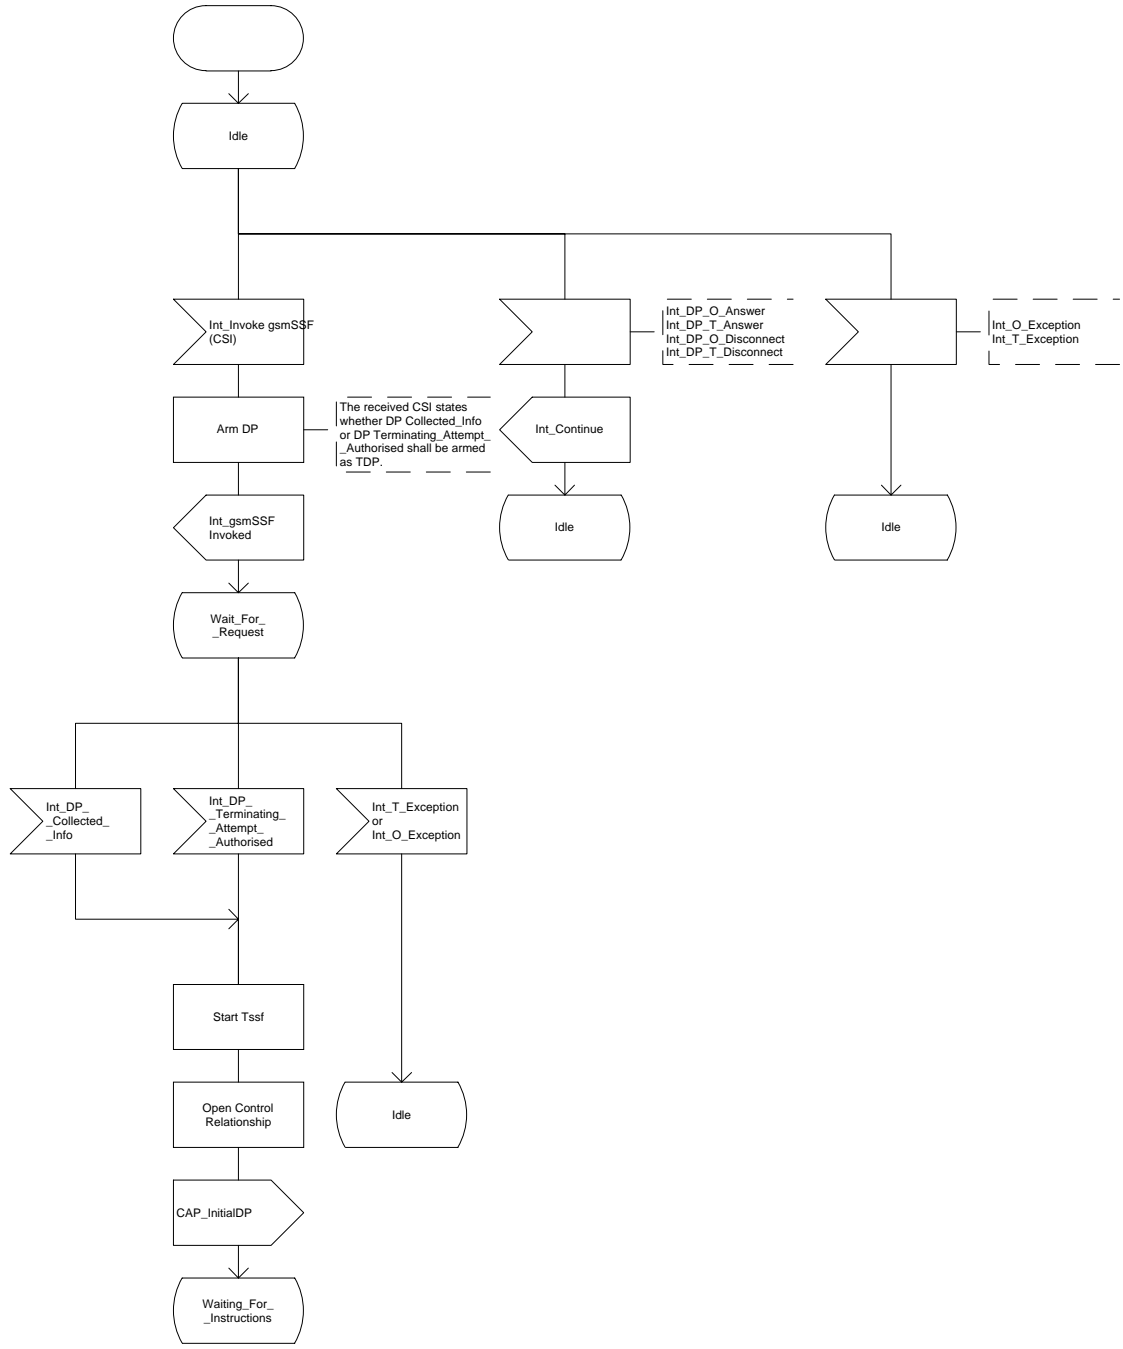 Idle
Int_Invoke gsmSSF
(CSI)
Int_DP_O_Answer
Int_DP_T_Answer
Int_DP_O_Disconnect
Int_DP_T_Disconnect
Int_O_Exception
Int_T_Exception
Arm DP
The received CSI states
whether DP Collected_Info
or DP Terminating_Attempt_
_Authorised shall be armed
as TDP.
Int_Continue
Int_gsmSSF
Invoked
Idle
Idle
Wait_For_
_Request
Int_DP_
_Collected_
_Info
Int_DP_
_Terminating_
_Attempt_
_Authorised
Int_T_Exception
or
Int_O_Exception
Start Tssf
Open Control
Relationship
Idle
CAP_InitialDP
Waiting_For_
_Instructions